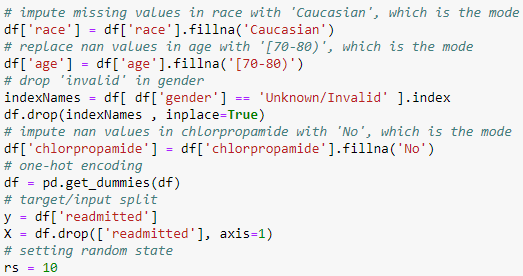 # impute missing values in race with 'Caucasian', which is the mode
df['race'] = df['race'].fillna('Caucasian')
# replace nan values in age with '[70-80)', which is the mode
df['age'] = df['age'].fillna('[70-80)')
# drop 'invalid' in gender
indexNames = df[ df['gender'] == 'Unknown/Invalid' ].index
df.drop(indexNames , inplace=True)
# impute nan values in chlorpropamide with 'No', which is the mode
df['chlorpropamide'] = df['chlorpropamide'].fillna('No')
# one-hot encoding
df = pd.get_dummies(df)
# target/input split
y = df['readmitted']
X = df.drop(['readmitted'], axis=1)
# setting random state
rs = 10